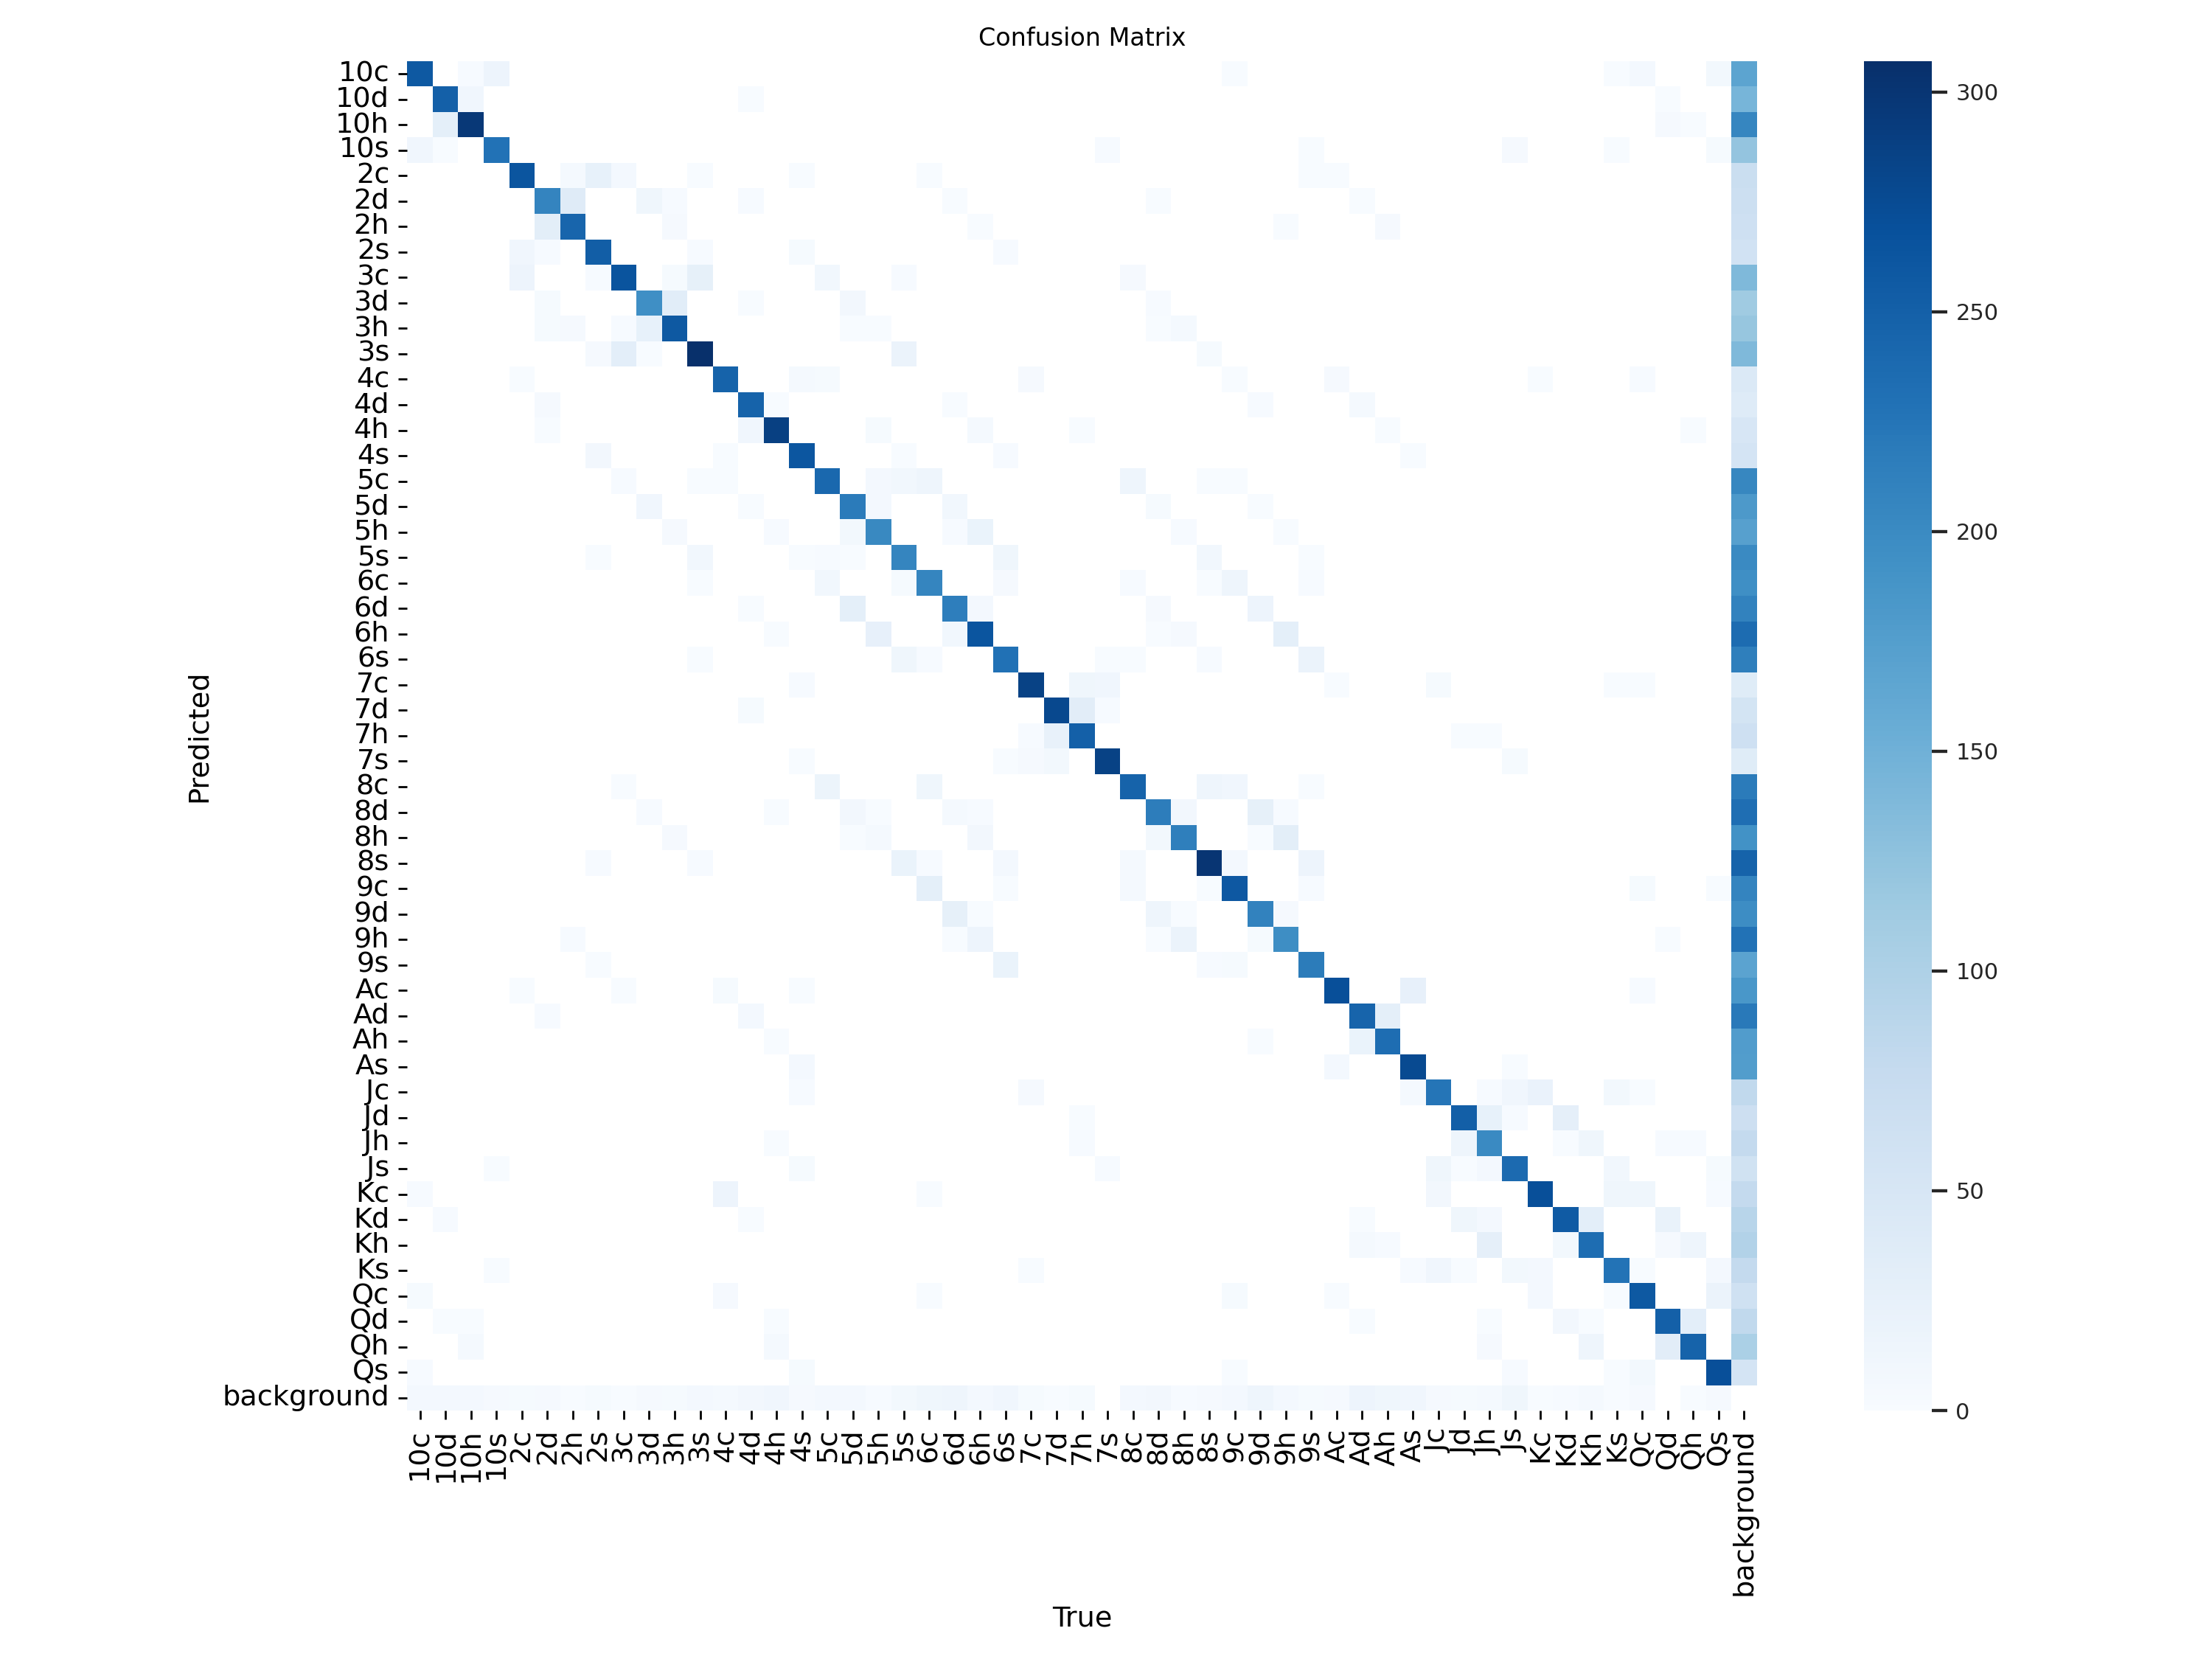 Confusion Matrix
10c
10d
10h
10s
2c
2d
2h
2s
3c
3d
3h
3s
4c
4d
4h
4s
5c
5d
5h
5s
6c
6d
6h
6s
7c
7d
7h
7s
8c
8d
8h
8s
9c
9d
9h
9s
Ac
Ad
Ah
As
Jc
Jd
Jh
Js
Kc
Kd
Kh
Ks
Qc
Qd
Qh
Qs
background
Predicted
10c 10d 10h 10s 2c 2d 2h 2s 3c 3d 3h 3s 4c 4d 4h 4s 5c 5d 5h 5s 6c 6d 6h 6s 7c 7d 7h 7s 8c 8d 8h 8s 9c 9d 9h 9s Ac Ad Ah As Jc Jd Jh Js Kc Kd Kh Ks Qc Qd Qh Qs background
True
300
250
200
150
100
50
0